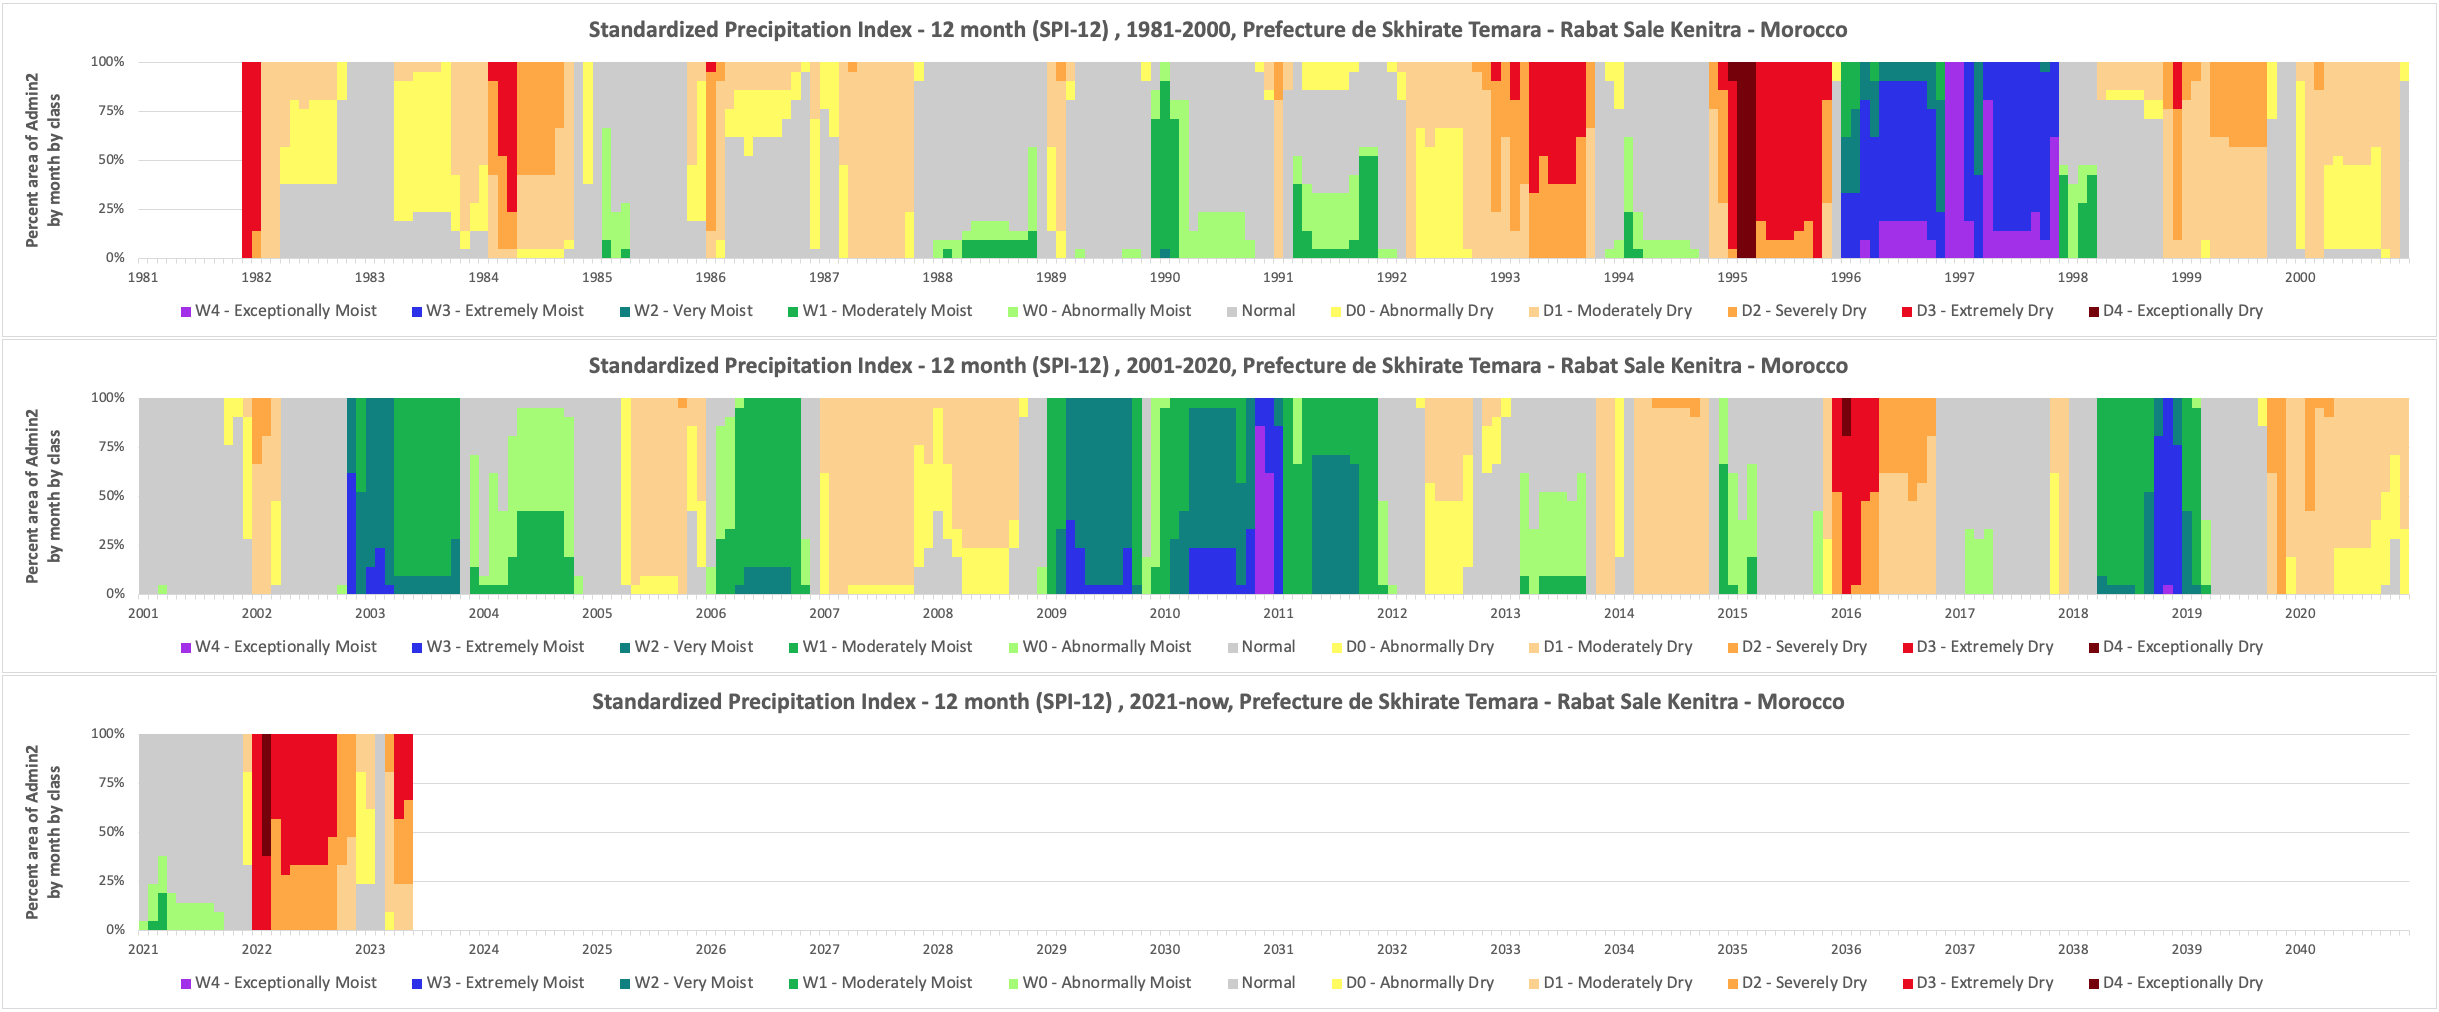 Standardized Precipitation Index - 12 month (SPI-12) , 1981-2000, Prefecture de Skhirate Temara - Rabat Sale Kenitra - Morocco
Percent area of Admin2
by month by class
100%
75%
50%
25%
0%
1981 1982 1983 1984 1985 1986 1987 1988 1989 1990 1991 1992 1993 1994 1995 1996 1997 1998 1999 2000
W4 - Exceptionally Moist W3 - Extremely Moist W2 - Very Moist W1 - Moderately Moist W0 - Abnormally Moist Normal D0 - Abnormally Dry D1 - Moderately Dry D2 - Severely Dry D3 - Extremely Dry D4 - Exceptionally Dry
Standardized Precipitation Index - 12 month (SPI-12) , 2001-2020, Prefecture de Skhirate Temara - Rabat Sale Kenitra - Morocco
Percent area of Admin2
by month by class
100%
75%
50%
25%
0%
2001 2002 2003 2004 2005 2006 2007 2008 2009 2010 2011 2012 2013 2014 2015 2016 2017 2018 2019 2020
W4 - Exceptionally Moist W3 - Extremely Moist W2 - Very Moist W1 - Moderately Moist W0 - Abnormally Moist Normal D0 - Abnormally Dry D1 - Moderately Dry D2 - Severely Dry D3 - Extremely Dry D4 - Exceptionally Dry
Standardized Precipitation Index - 12 month (SPI-12) , 2021-now, Prefecture de Skhirate Temara - Rabat Sale Kenitra - Morocco
Percent area of Admin2
by month by class
100%
75%
50%
25%
0%
2021 2022 2023 2024 2025 2026 2027 2028 2029 2030 2031 2032 2033 2034 2035 2036 2037 2038 2039 2040
W4 - Exceptionally Moist W3 - Extremely Moist W2 - Very Moist W1 - Moderately Moist W0 - Abnormally Moist Normal D0 - Abnormally Dry D1 - Moderately Dry D2 - Severely Dry D3 - Extremely Dry D4 - Exceptionally Dry